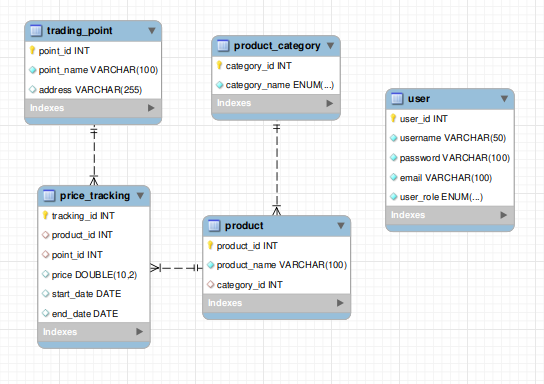 trading_point
point_id INT
point_name VARCHAR(100)
address VARCHAR(255)
Indexes
product_category
category_id INT
category_name ENUM(...)
Indexes
user
user_id INT
username VARCHAR(50)
password VARCHAR(100)
email VARCHAR(100)
user_role ENUM(...)
Indexes
price_tracking
tracking_id INT
product_id INT
point_id INT
price DOUBLE(10,2)
start_date DATE
end_date DATE
Indexes
product
product_id INT
product_name VARCHAR(100)
category_id INT
Indexes